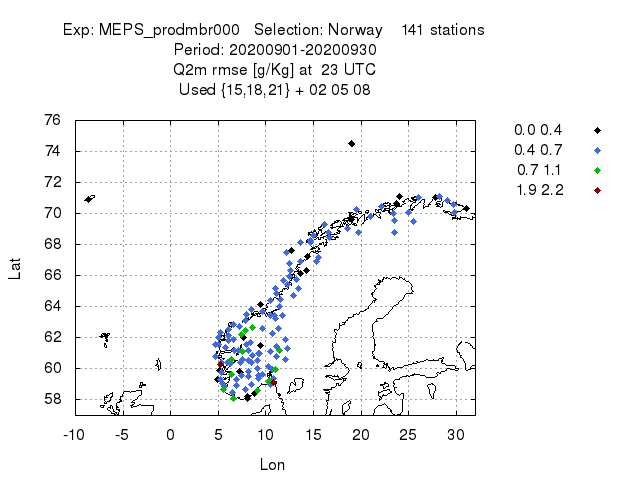 Exp: MEPS_prodmbr000 Selection: Norway 141 stations
Period: 20200901-20200930
Q2m rmse [g/Kg] at 23 UTC
Used {15,18,21} + 02 05 08
76
74
72
70
68
66
64
62
60
58
Lat
-10 -5 0 5 10 15 20 25 30
Lon
0.0 0.4
0.4 0.7
0.7 1.1
1.9 2.2